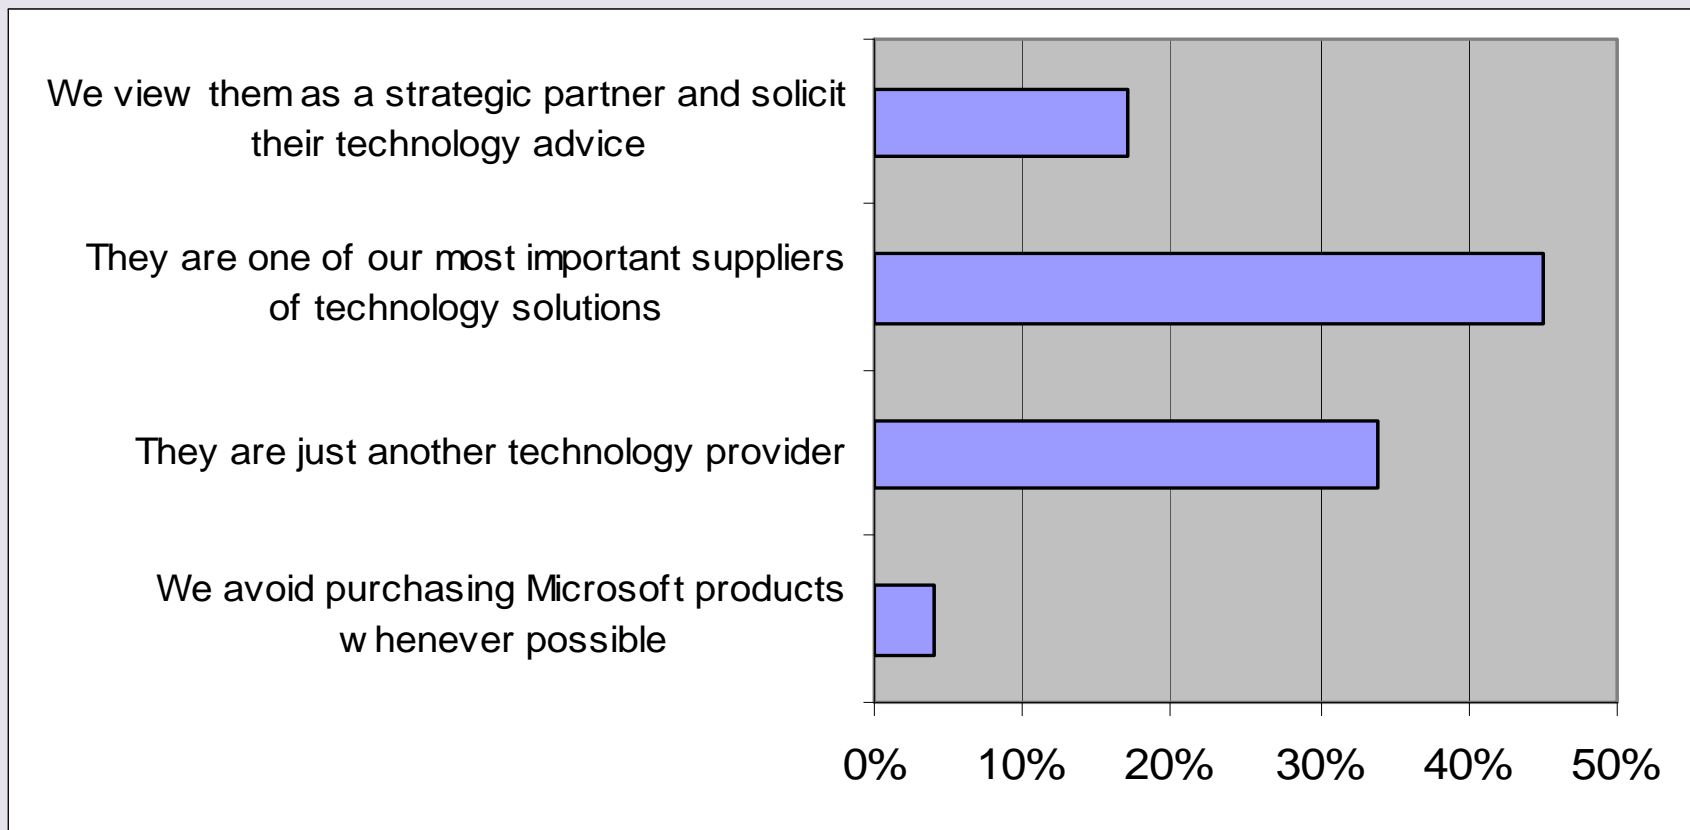 We view them as a strategic partner and solicit
their technology advice
They are one of our most important suppliers
of technology solutions
They are just another technology provider
We avoid purchasing Microsoft products
whenever possible
0% 10% 20% 30% 40% 50%